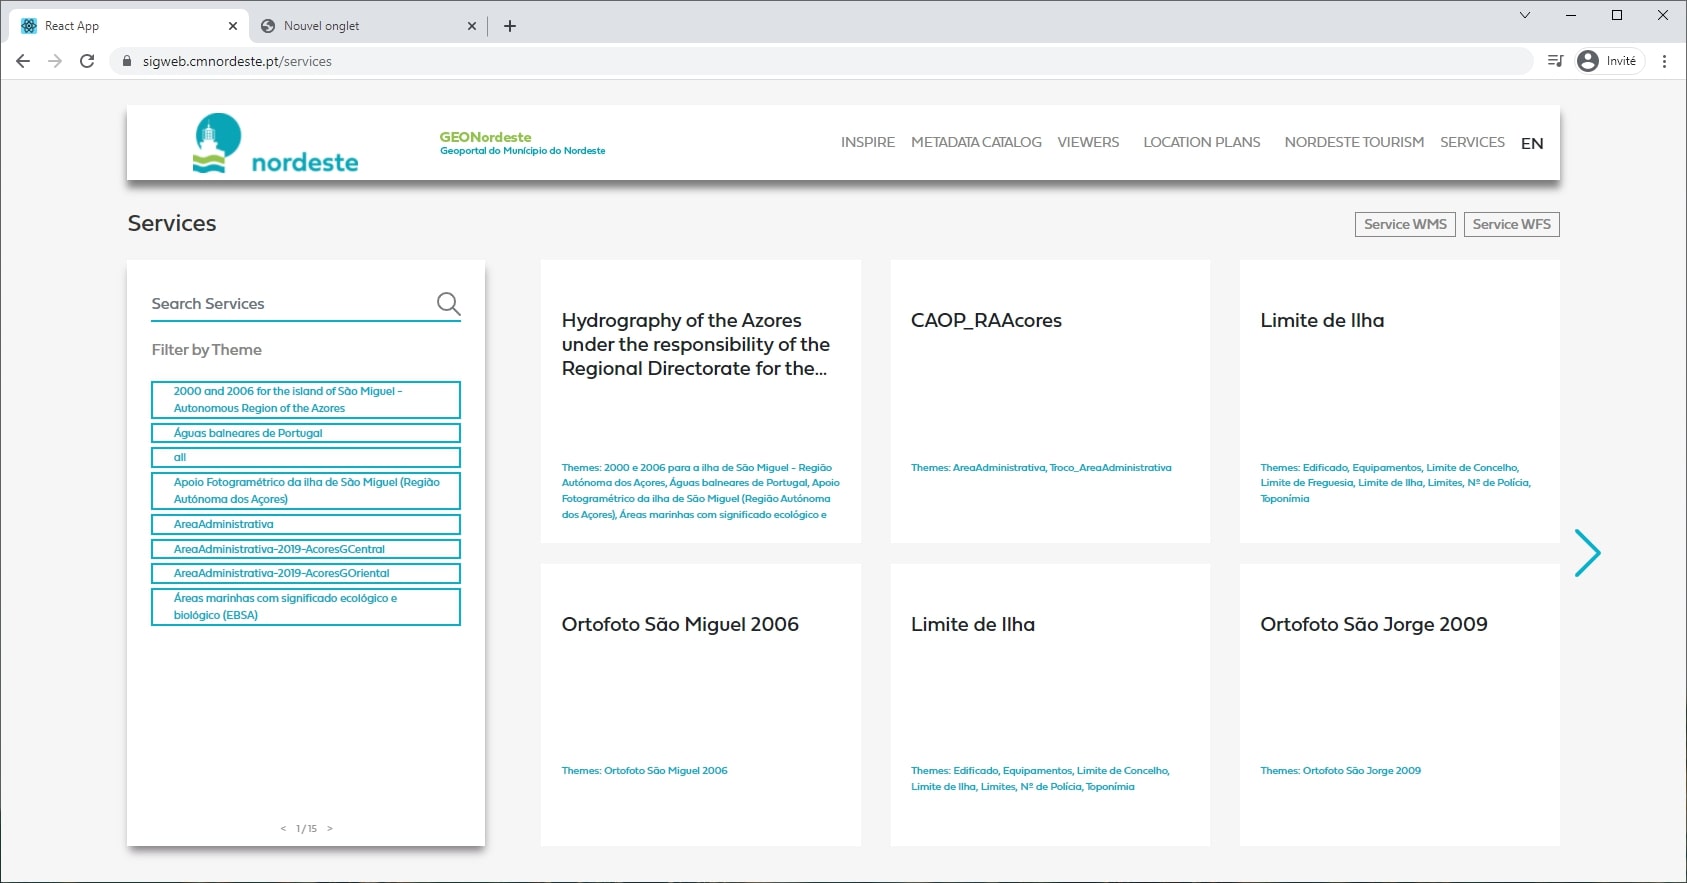 React App
Nouvel onglet
sigweb.cmnordeste.pt/services
Invité
nordeste
GEONordeste
Geoportal do Munícipio do Nordeste
INSPIRE METADATA CATALOG VIEWERS LOCATION PLANS NORDESTE TOURISM SERVICES EN
Services
Service WMS
Service WFS
Search Services
Filter by Theme
2000 and 2006 for the island of São Miguel -
Autonomous Region of the Azores
Águas balneares de Portugal
all
Apoio Fotogramétrico da ilha de São Miguel (Região
Autónoma dos Açores)
AreaAdministrativa
AreaAdministrativa-2019-AcoresGCentral
AreaAdministrativa-2019-AcoresGOriental
Áreas marinhas com significado ecológico e
biológico (EBSA)
< 1 / 15 >
Hydrography of the Azores
under the responsibility of the
Regional Directorate for the...
Themes: 2000 e 2006 para a ilha de São Miguel - Região
Autónoma dos Açores, Águas balneares de Portugal, Apoio
Fotogramétrico da ilha de São Miguel (Região Autónoma
dos Açores), Áreas marinhas com significado ecológico e
CAOP_RAAcores
Themes: AreaAdministrativa, Troco_AreaAdministrativa
Limite de Ilha
Themes: Edificado, Equipamentos, Limite de Concelho,
Limite de Freguesia, Limite de Ilha, Limites, Nº de Polícia,
Toponímia
Ortofoto São Miguel 2006
Themes: Ortofoto São Miguel 2006
Limite de Ilha
Themes: Edificado, Equipamentos, Limite de Concelho,
Limite de Ilha, Limites, Nº de Polícia, Toponímia
Ortofoto São Jorge 2009
Themes: Ortofoto São Jorge 2009